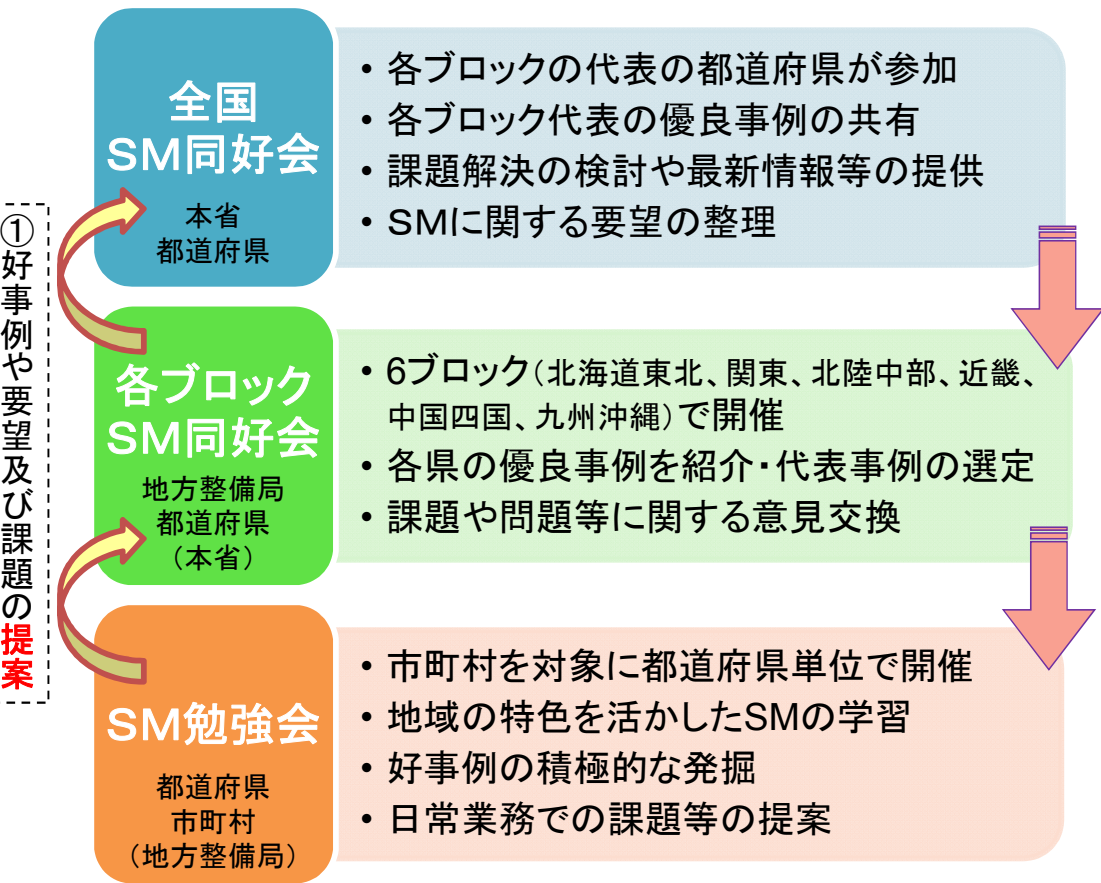 全国
SM同好会
本省
都道府県
・各ブロックの代表の都道府県が参加
・各ブロック代表の優良事例の共有
・課題解決の検討や最新情報等の提供
・SMに関する要望の整理
①好事例や要望及び課題の提案
各ブロック
SM同好会
地方整備局
都道府県
（本省）
・6ブロック（北海道東北、関東、北陸中部、近畿、
中国四国、九州沖縄）で開催
・各県の優良事例を紹介・代表事例の選定
・課題や問題等に関する意見交換
SM勉強会
都道府県
市町村
（地方整備局）
・市町村を対象に都道府県単位で開催
・地域の特色を活かしたSMの学習
・好事例の積極的な発掘
・日常業務での課題等の提案